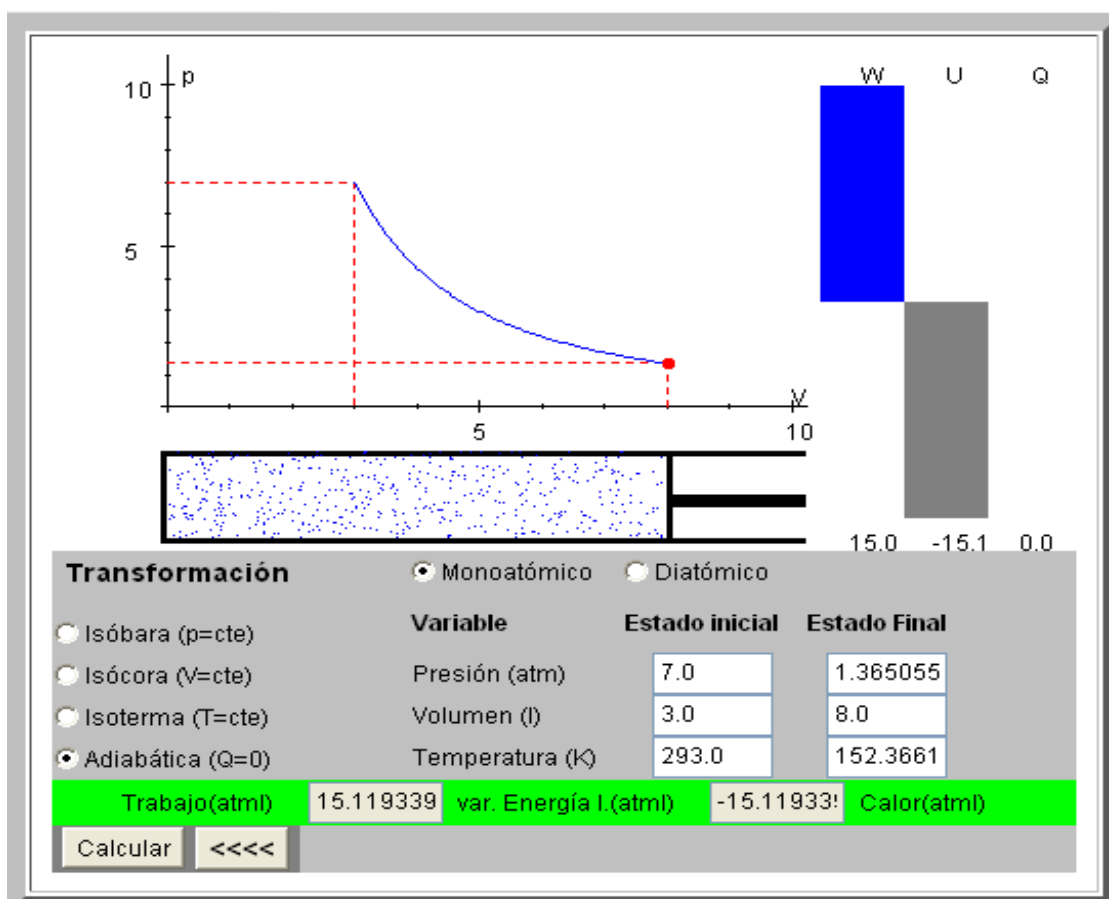 p
W U Q
10
5
V
5 10
15.0 -15.1 0.0
Transformación
Monoatómico Diatómico
Variable Estado inicial Estado Final
Isóbara (p=cte)
Presión (atm) 7.0 1.365055
Isócora (V=cte)
Volumen (l) 3.0 8.0
Isoterma (T=cte)
Temperatura (K) 293.0 152.3661
Adiabática (Q=0)
Trabajo(atml) 15.119339 var. Energía I.(atml) -15.11933 Calor(atml)
Calcular <<<<